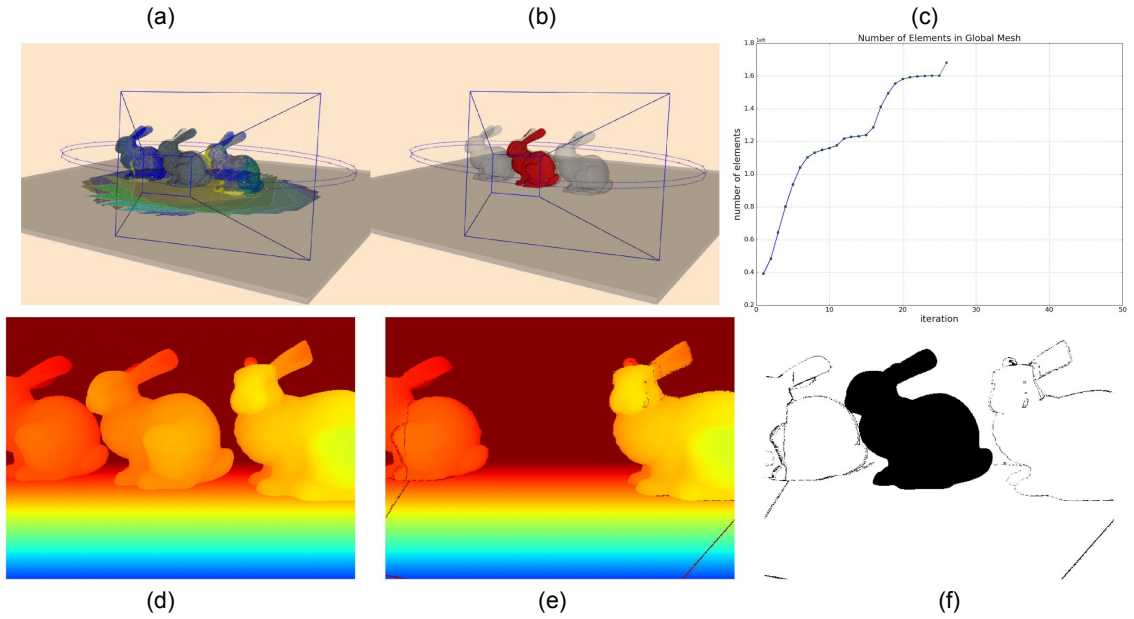 (a)
(b)
(c)
Number of Elements in Global Mesh
1e6
1.8
1.6
1.4
1.2
1.0
0.8
0.6
0.4
0.2
number of elements
0
10
20
30
40
50
iteration
(d)
(e)
(f)